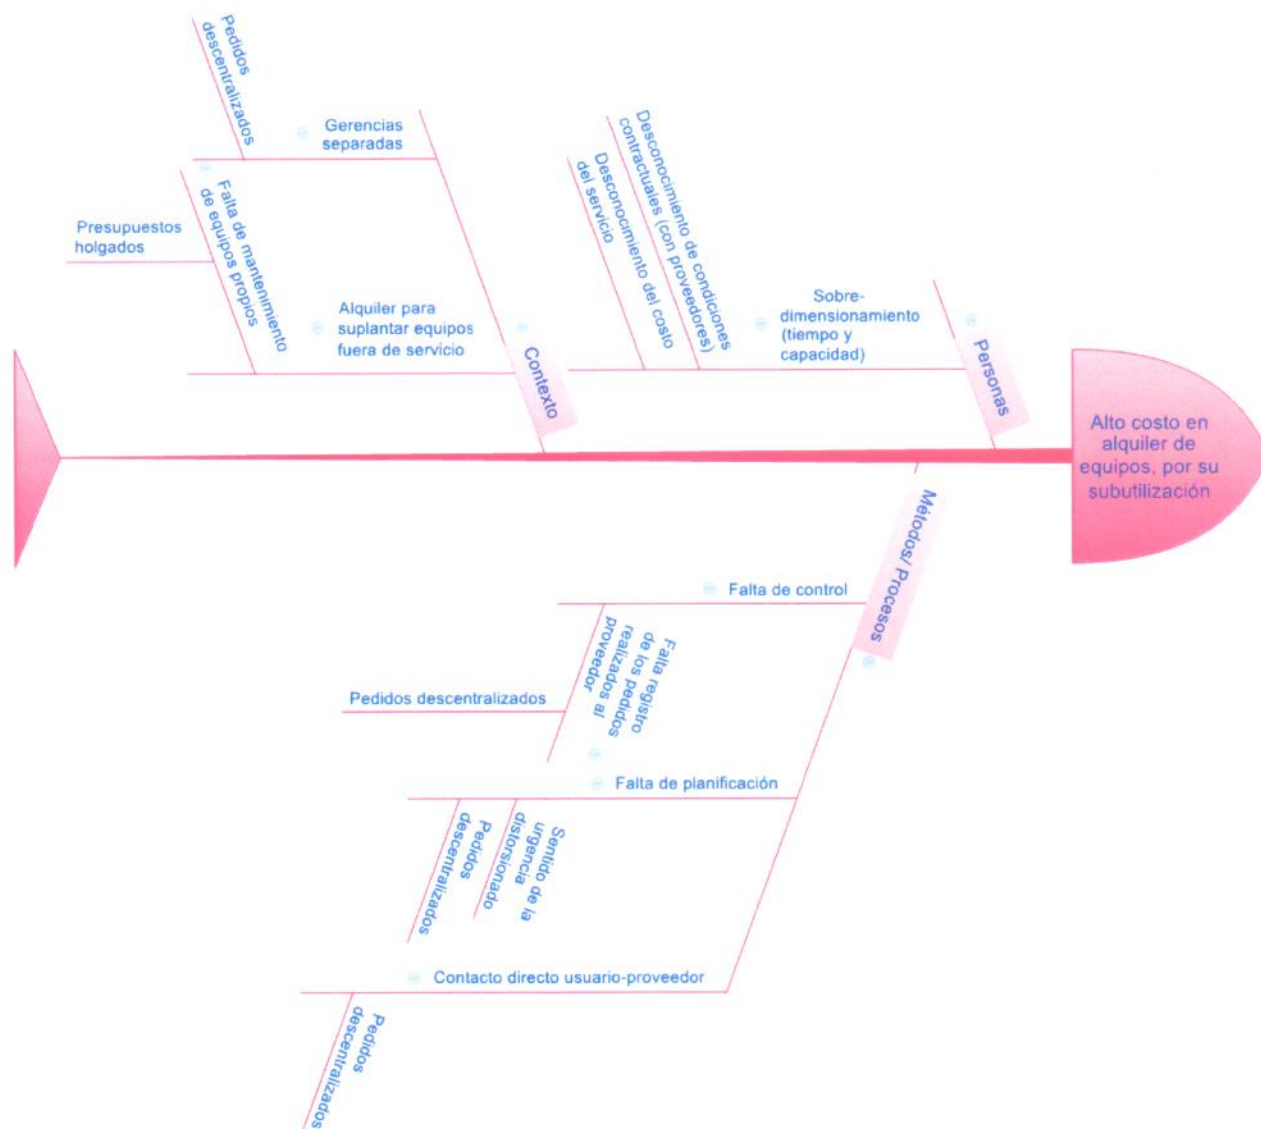 Pedidos
descentralizados
Gerencias
separadas
Falta de mantenimiento
de equipos propios
Presupuestos
holgados
Alquiler para
suplantar equipos
fuera de servicio
Contexto
Desconocimiento de condiciones
contractuales (con proveedores)
Desconocimiento del costo
del servicio
Sobre-
dimensionamiento
(tiempo y
capacidad)
Personas
Alto costo en
alquiler de
equipos, por su
subutilización
Métodos/ Procesos
Falta de control
Falta registro
de los pedidos
realizados al
proveedor
Pedidos descentralizados
Falta de planificación
Sentido de la
urgencia
distorsionado
Pedidos
descentralizados
Contacto directo usuario-proveedor
Pedidos
descentralizados